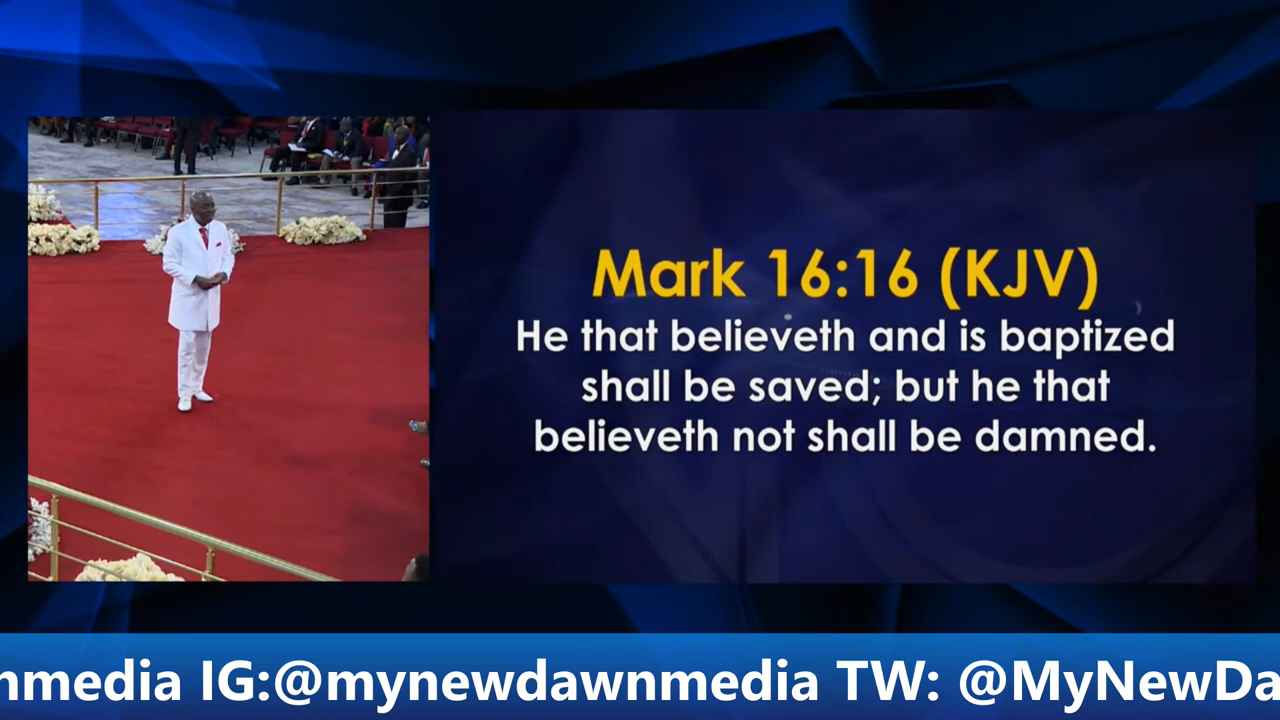 Mark 16:16 (KJV)
He that believeth and is baptized
shall be saved; but he that
believeth not shall be damned.
nmedia IG:@mynewdawnmedia TW: @MyNewDa